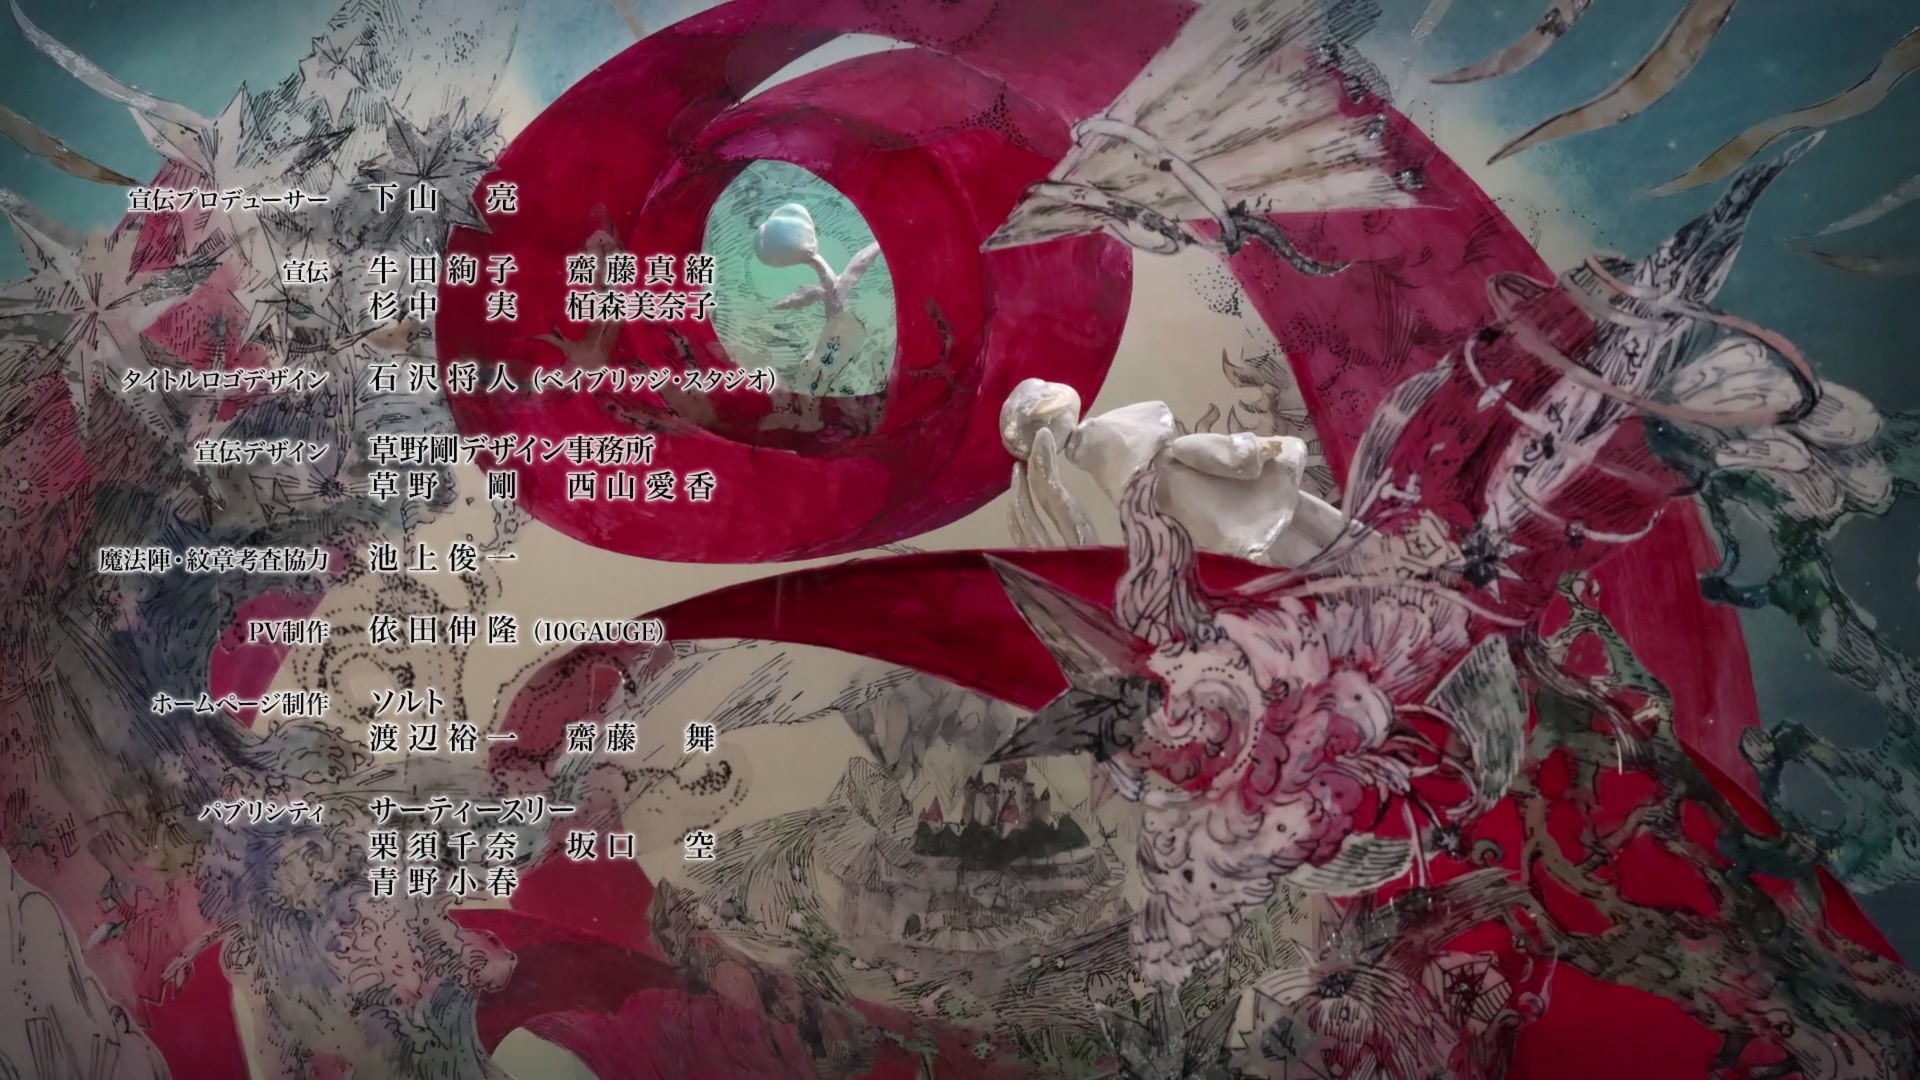 宣伝プロデューサー 下山 亮
宣伝 牛田絢子 齋藤真緒
杉中 実 栢森美奈子
タイトルロゴデザイン 石沢将人(ベイブリッジ・スタジオ)
宣伝デザイン 草野剛デザイン事務所
草野 剛 西山愛香
魔法陣・紋章考査協力 池上俊一
PV制作 依田伸隆(10GAUGE)
ホームページ制作 ソルト
渡辺裕一 齋藤 舞
パブリシティ サーティースリー
栗須千奈 坂口 空
青野小春